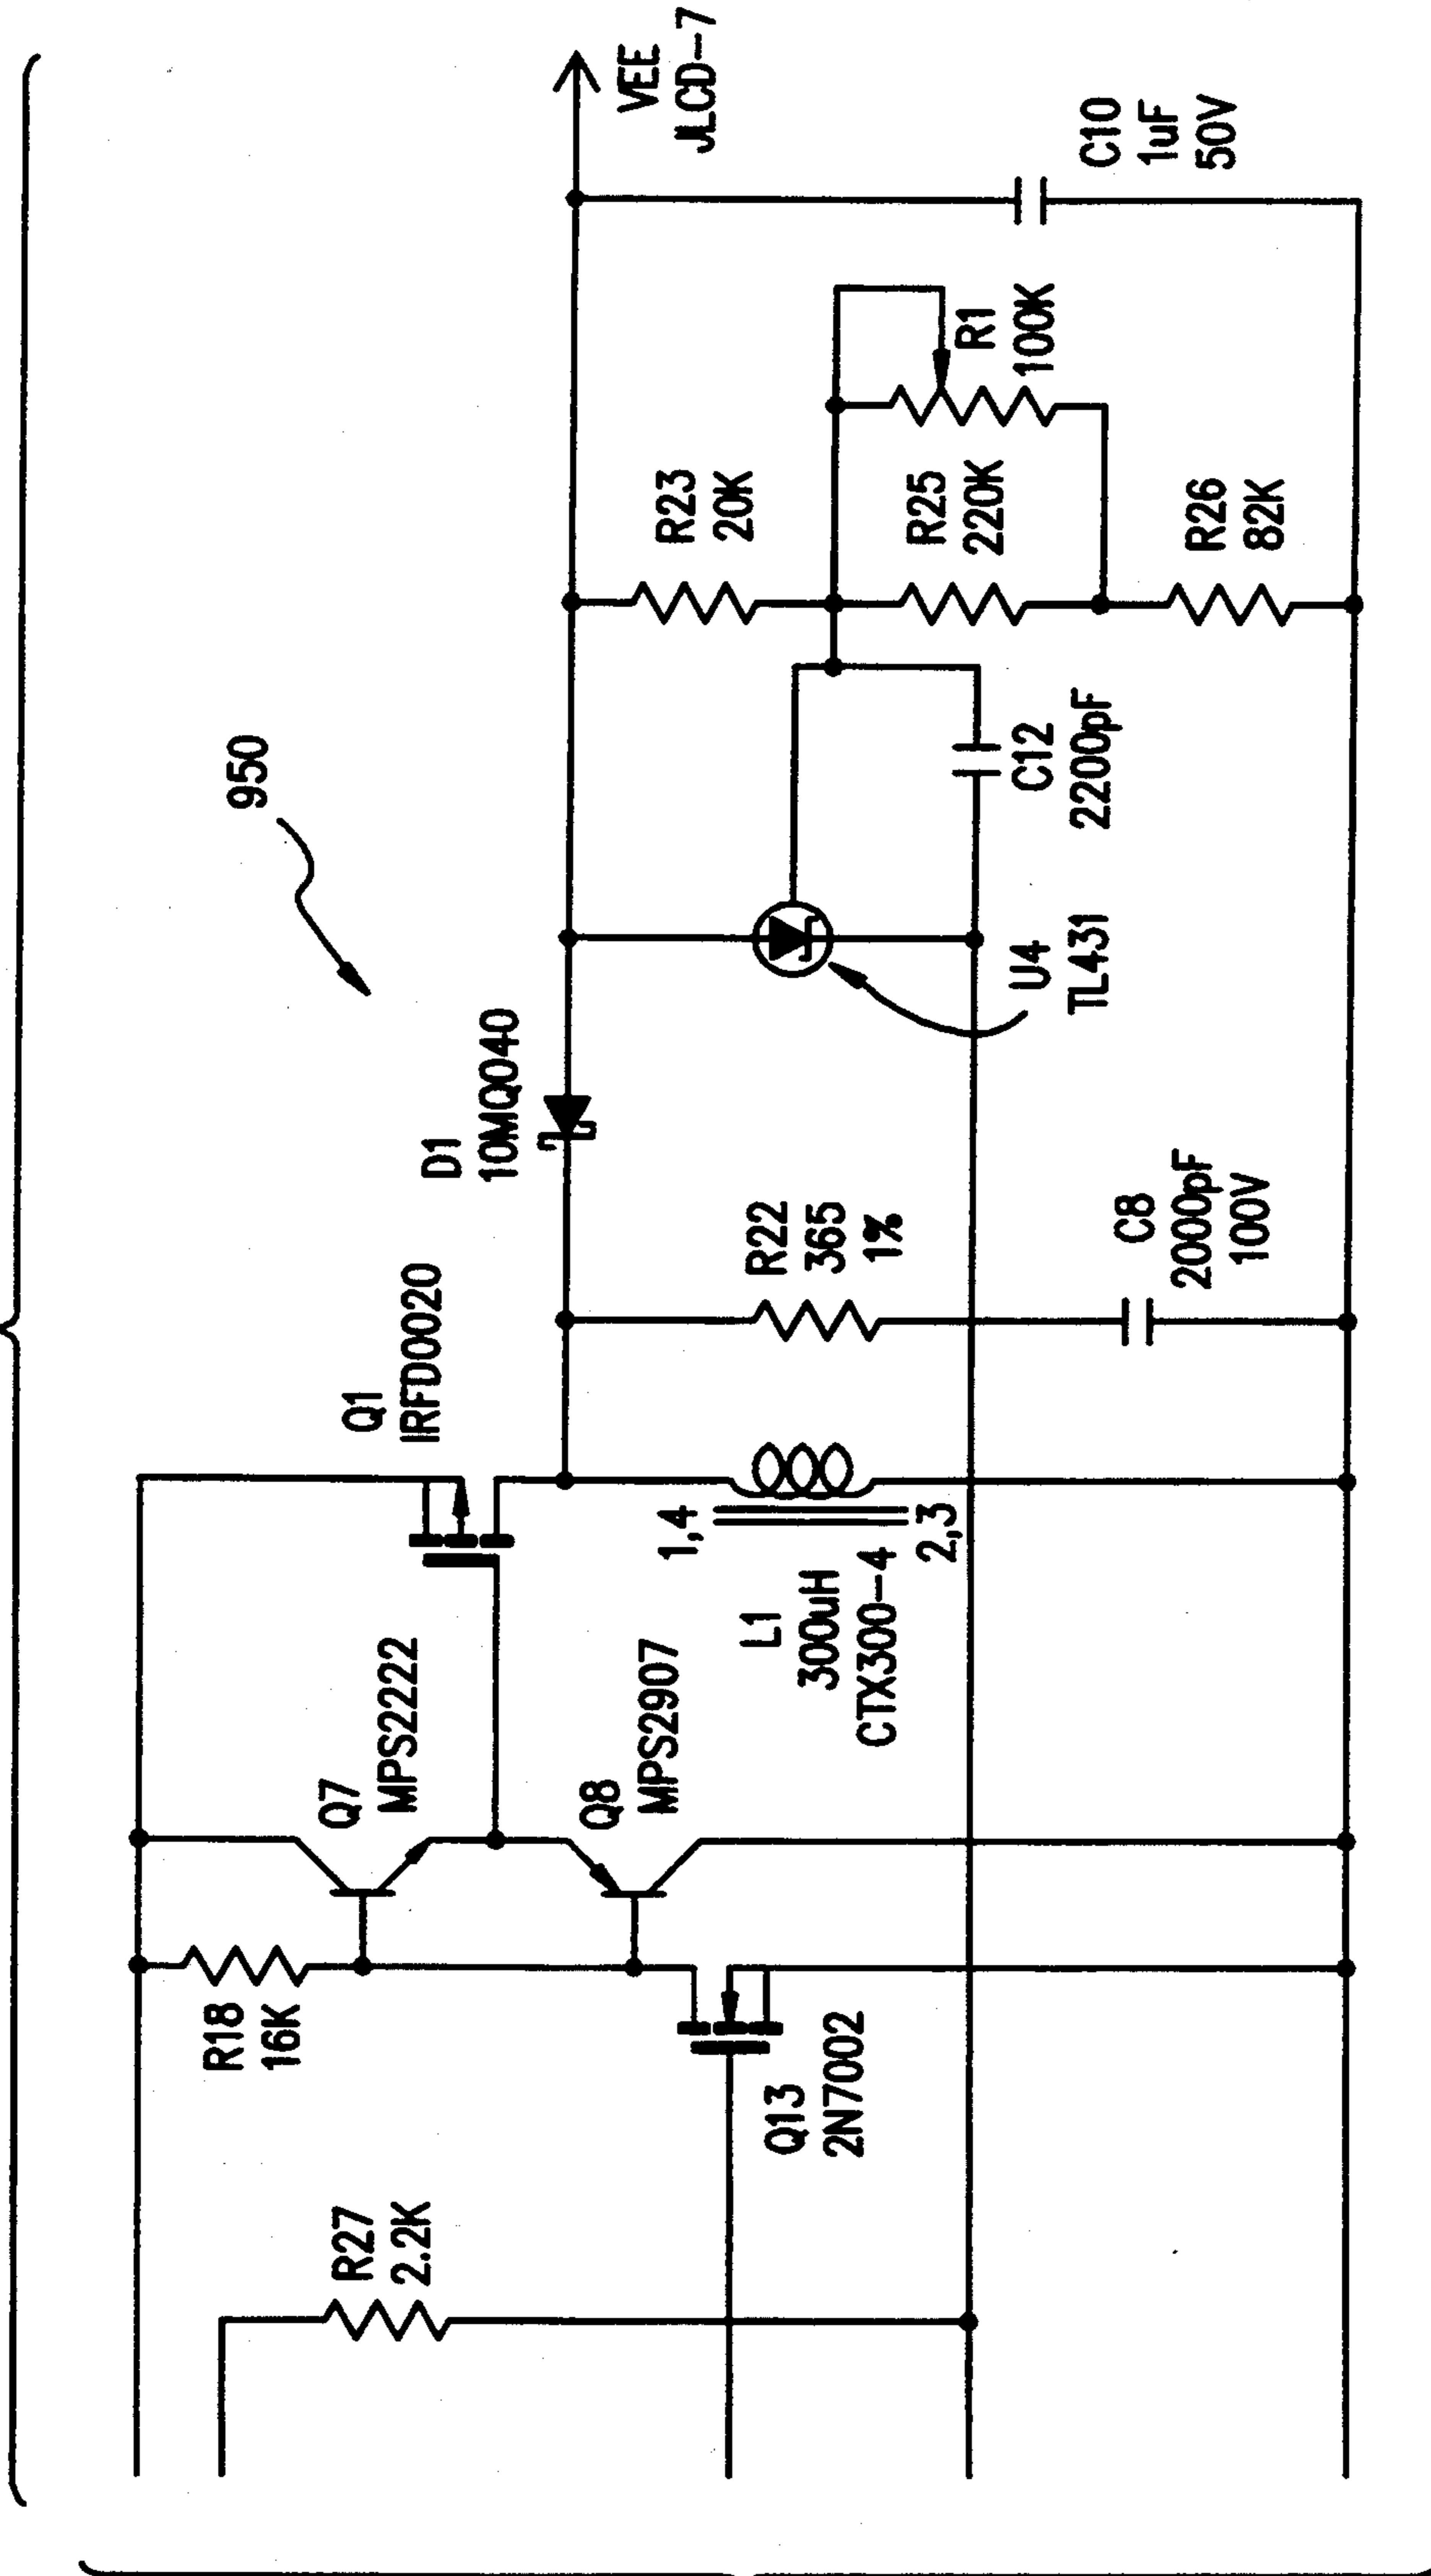 950
VEE
JLCD-7
D1
10MQ040
Q1
IRFD0020
Q7
MPS2222
Q8
MPS2907
R18
16K
R27
2.2K
Q13
2N7002
L1
300uH
CTX300-4
1,4
2,3
R22
365
1%
C8
2000pF
100V
U4
TL431
C12
2200pF
R23
20K
R25
220K
R26
82K
R1
100K
C10
1uF
50V